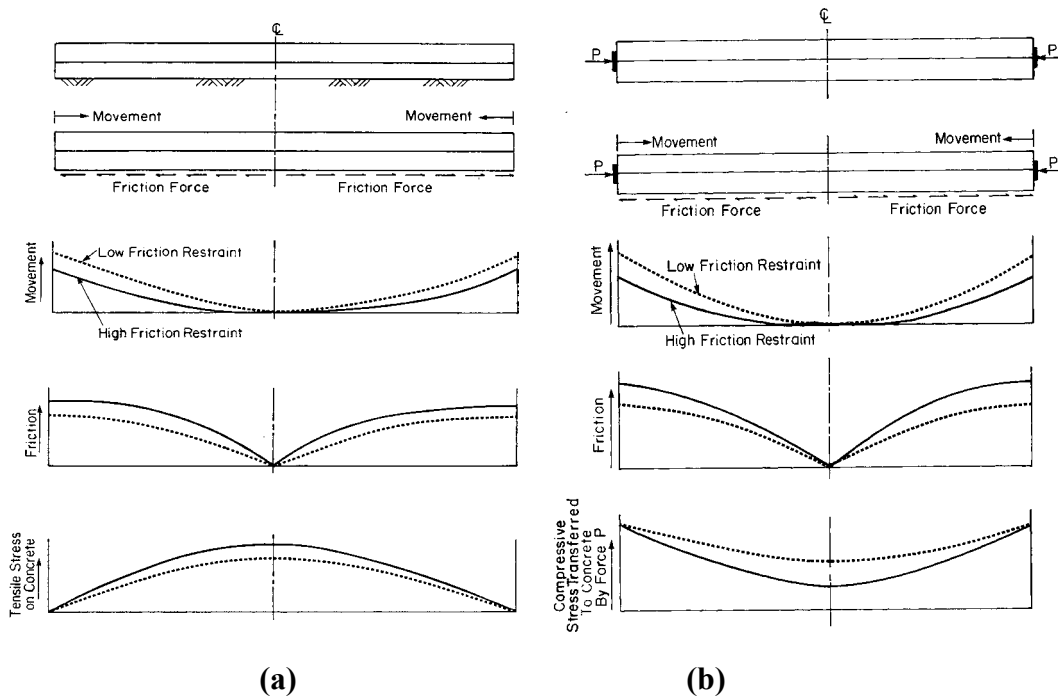 ℄
Movement
Movement
Friction Force
Friction Force
Movement
Low Friction Restraint
High Friction Restraint
Friction
Tensile Stress
on Concrete
(a)
℄
P
P
Movement
Movement
P
P
Friction Force
Friction Force
Movement
Low Friction Restraint
High Friction Restraint
Friction
Compressive
Stress Transferred
To Concrete
By Force P
(b)